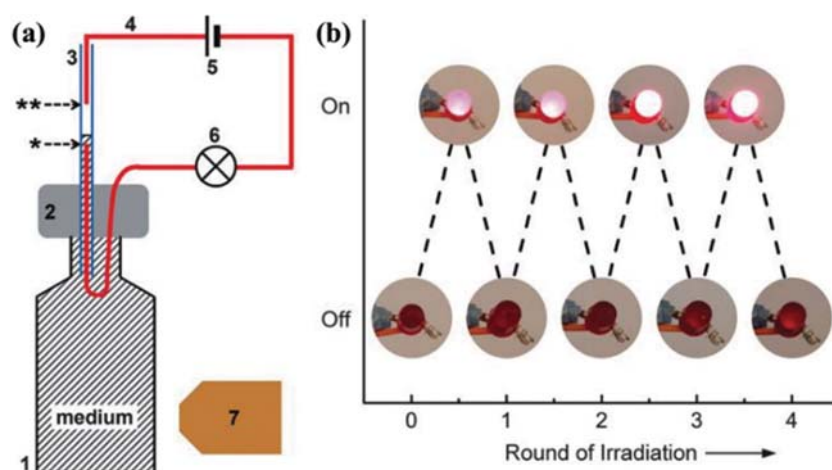 (a)
3
4
5
**
*
6
2
medium
7
1
(b)
On
Off
0 1 2 3 4
Round of Irradiation